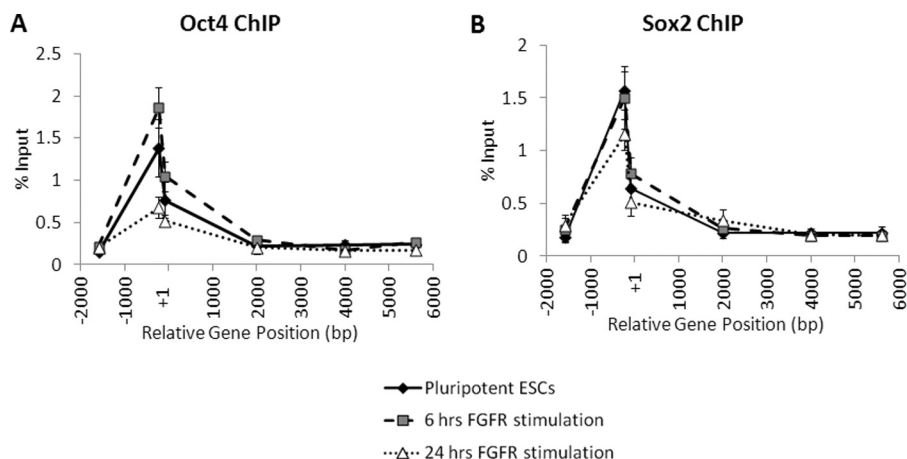 A
Oct4 ChIP
2.5
2
1.5
1
0.5
0
% Input
-2000
-1000
+1
1000
2000
3000
4000
5000
6000
Relative Gene Position (bp)
B
Sox2 ChIP
2
1.5
1
0.5
0
% Input
-2000
-1000
+1
1000
2000
3000
4000
5000
6000
Relative Gene Position (bp)
Pluripotent ESCs
6 hrs FGFR stimulation
24 hrs FGFR stimulation